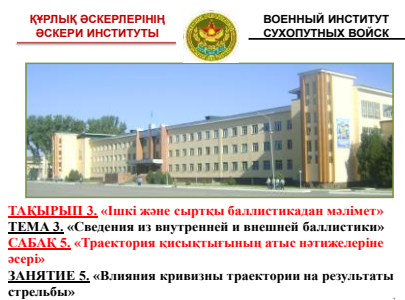 ҚҰРЛЫҚ ӘСКЕРЛЕРІНІҢ
ӘСКЕРИ ИНСТИТУТЫ
ВОЕННЫЙ ИНСТИТУТ
СУХОПУТНЫХ ВОЙСК
ТАҚЫРЫП 3. «Ішкі және сыртқы баллистикадан мәлімет»
ТЕМА 3. «Сведения из внутренней и внешней баллистики»
САБАҚ 5. «Траектория қисықтығының атыс нәтижелеріне
әсері»
ЗАНЯТИЕ 5. «Влияния кривизны траектории на результаты
стрельбы»